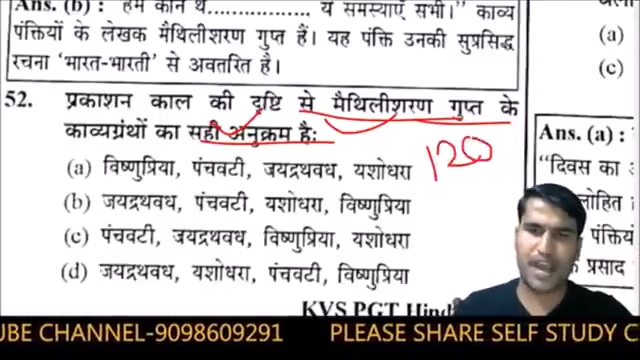 Ans. (b) : हम कौन थे................. ये समस्याएँ सभी।" काव्य
पंक्तियों के लेखक मैथिलीशरण गुप्त हैं। यह पंक्ति उनकी सुप्रसिद्ध
रचना 'भारत-भारती' से अवतरित है।
52. प्रकाशन काल की दृष्टि से मैथिलीशरण गुप्त के
काव्यग्रंथों का सही अनुक्रम है:
(a) विष्णुप्रिया, पंचवटी, जयद्रथवध, यशोधरा
(b) जयद्रथवध, पंचवटी, यशोधरा, विष्णुप्रिया
(c) पंचवटी, जयद्रथवध, विष्णुप्रिया, यशोधरा
(d) जयद्रथवध, यशोधरा, पंचवटी, विष्णुप्रिया
KVS PGT Hind
(a)
(c)
Ans. (a) :
"दिवस का
लोहित
पंक्तियों
प्रसाद
UBE CHANNEL-9098609291 PLEASE SHARE SELF STUDY C